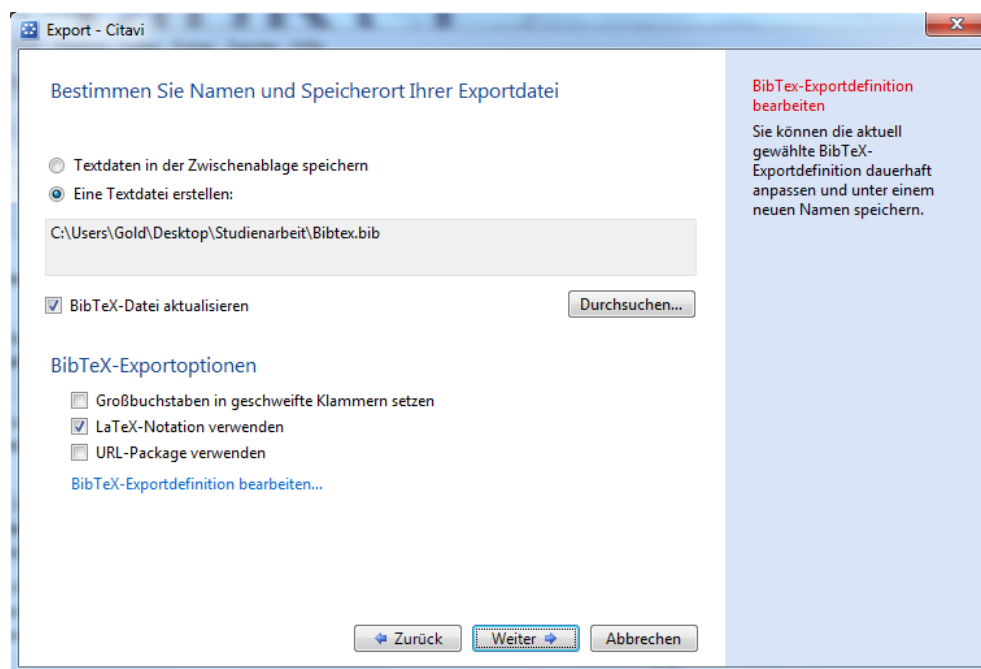 Export - Citavi
Bestimmen Sie Namen und Speicherort Ihrer Exportdatei
Textdaten in der Zwischenablage speichern
Eine Textdatei erstellen:
C:\Users\Gold\Desktop\Studienarbeit\Bibtex.bib
BibTeX-Datei aktualisieren
Durchsuchen...
BibTeX-Exportoptionen
Großbuchstaben in geschweifte Klammern setzen
LaTeX-Notation verwenden
URL-Package verwenden
BibTeX-Exportdefinition bearbeiten...
Zurück
Weiter
Abbrechen
BibTex-Exportdefinition
bearbeiten
Sie können die aktuell
gewählte BibTeX-
Exportdefinition dauerhaft
anpassen und unter einem
neuen Namen speichern.